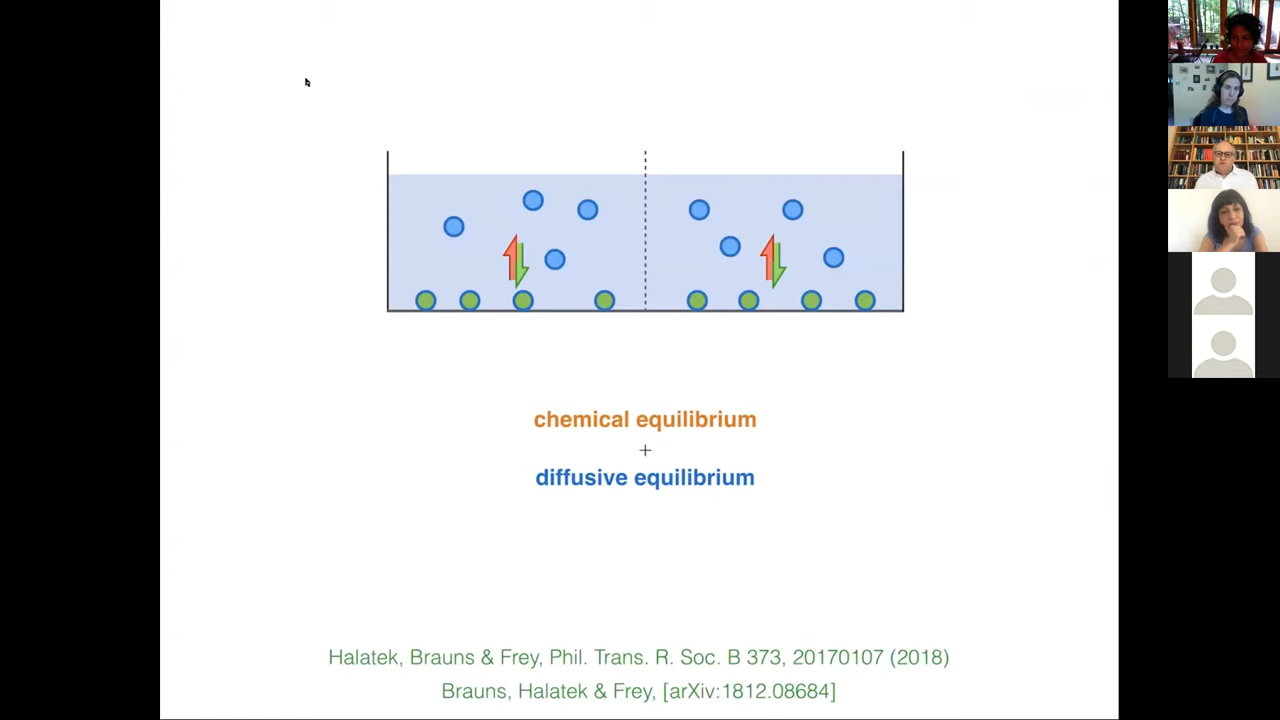 chemical equilibrium
+
diffusive equilibrium
Halatek, Brauns & Frey, Phil. Trans. R. Soc. B 373, 20170107 (2018)
Brauns, Halatek & Frey, [arXiv:1812.08684]